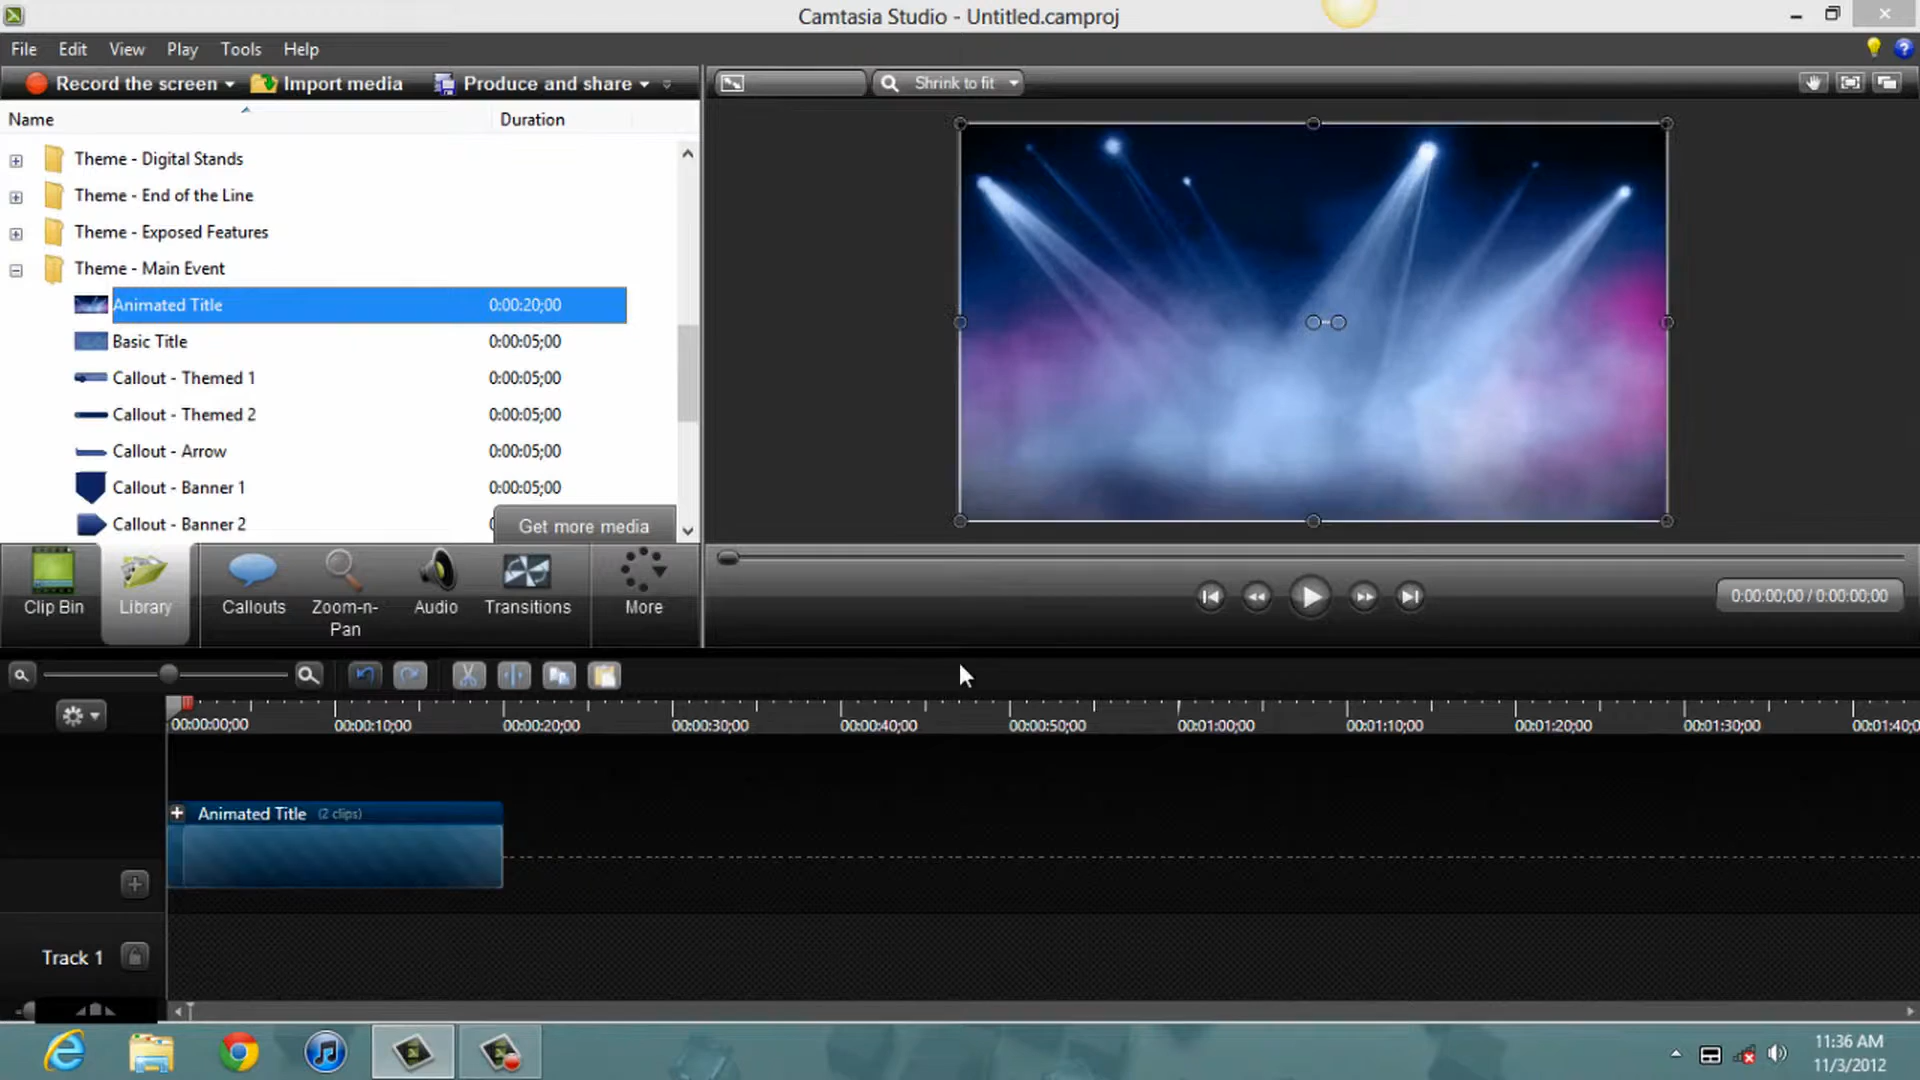 Camtasia Studio - Untitled.camproj
File Edit View Play Tools Help
Record the screen Import media Produce and share
Shrink to fit
Name Duration
Theme - Digital Stands
Theme - End of the Line
Theme - Exposed Features
Theme - Main Event
Animated Title 0:00:20;00
Basic Title 0:00:05;00
Callout - Themed 1 0:00:05;00
Callout - Themed 2 0:00:05;00
Callout - Arrow 0:00:05;00
Callout - Banner 1 0:00:05;00
Callout - Banner 2
Get more media
Clip Bin Library Callouts Zoom-n-Pan Audio Transitions More
0:00:00;00 / 0:00:00;00
00:00:00;00 00:00:10;00 00:00:20;00 00:00:30;00 00:00:40;00 00:00:50;00 00:01:00;00 00:01:10;00 00:01:20;00 00:01:30;00
Animated Title (2 clips)
Track 1
11:36 AM
11/3/2012